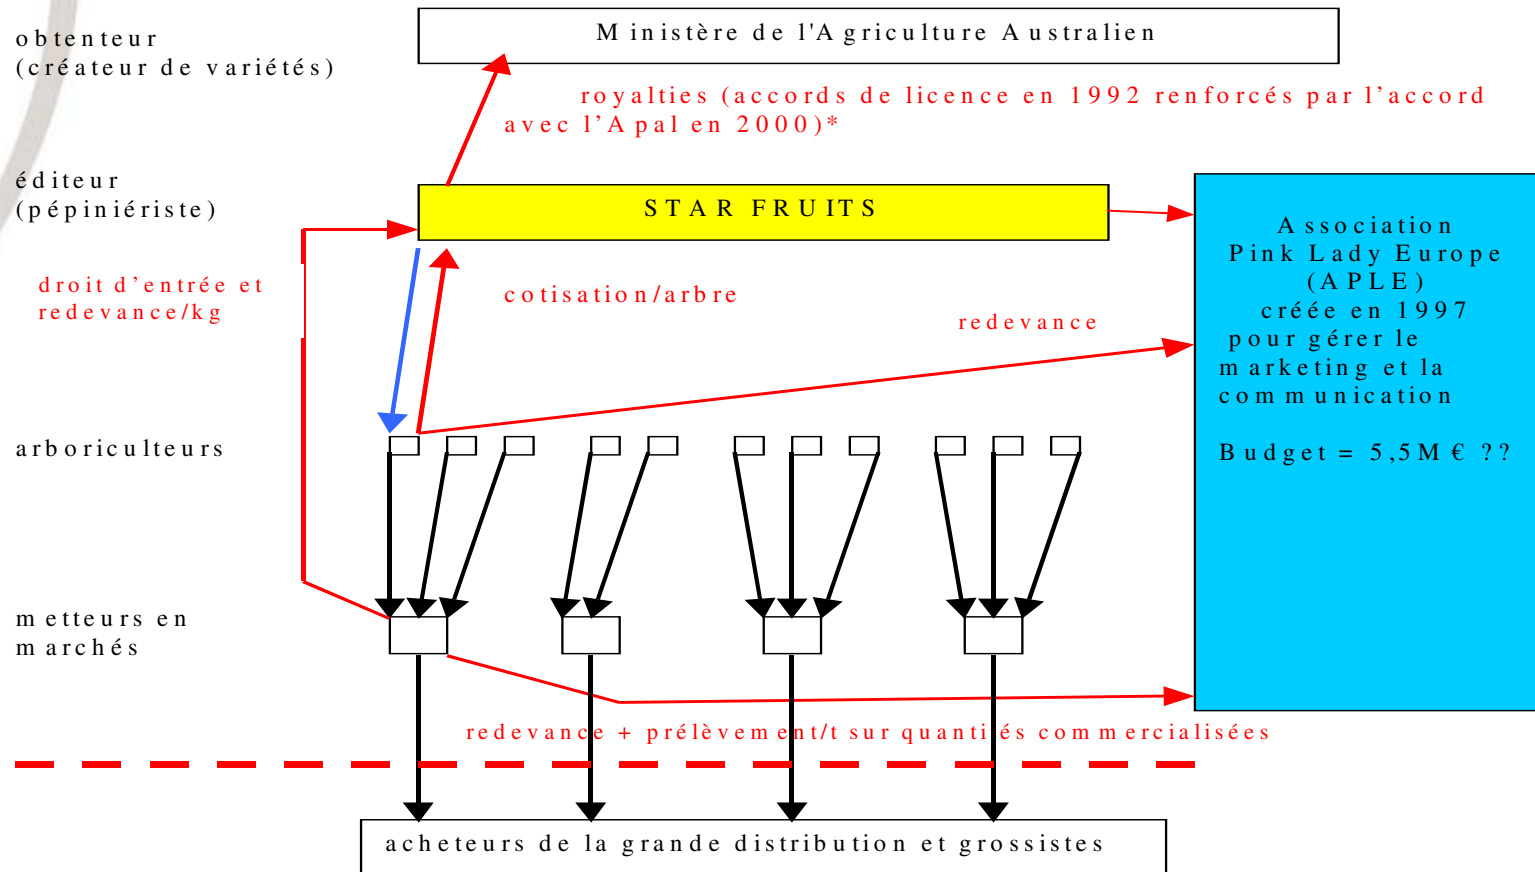 obtenteur
(créateur de variétés)
Ministère de l'Agriculture Australien
royalties (accords de licence en 1992 renforcés par l’accord
avec l’Apal en 2000)*
éditeur
(pépiniériste)
STAR FRUITS
Association
Pink Lady Europe
(APLE)
créée en 1997
pour gérer le
marketing et la
communication
Budget = 5,5M € ??
droit d’entrée et
redevance/kg
cotisation/arbre
redevance
arboriculteurs
metteurs en
marchés
redevance + prélèvement/t sur quantités commercialisées
acheteurs de la grande distribution et grossistes